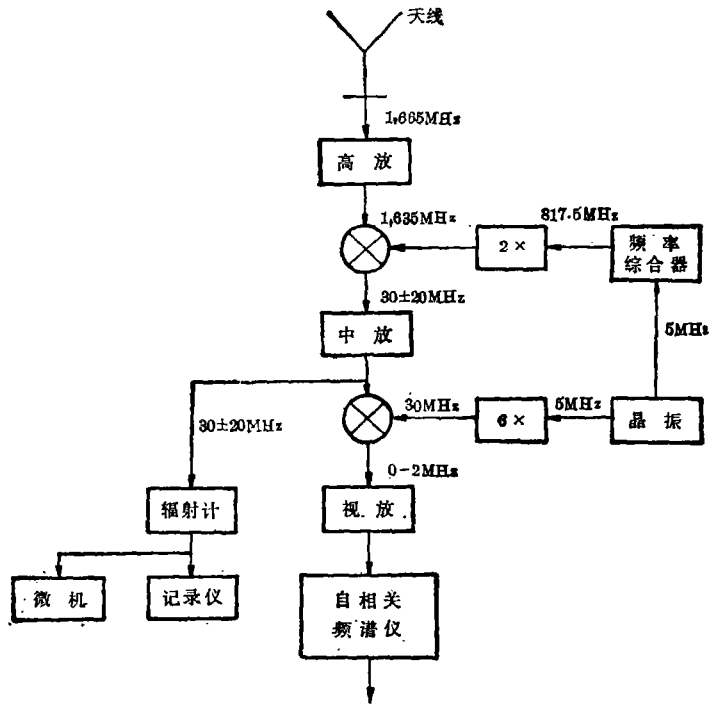 天线
1,665MHz
高放
1,635MHz
2×
817.5MHz
频率
综合器
30±20MHz
中放
5MHz
30MHz
6×
5MHz
晶振
30±20MHz
0-2MHz
辐射计
视放
微机
记录仪
自相关
频谱仪